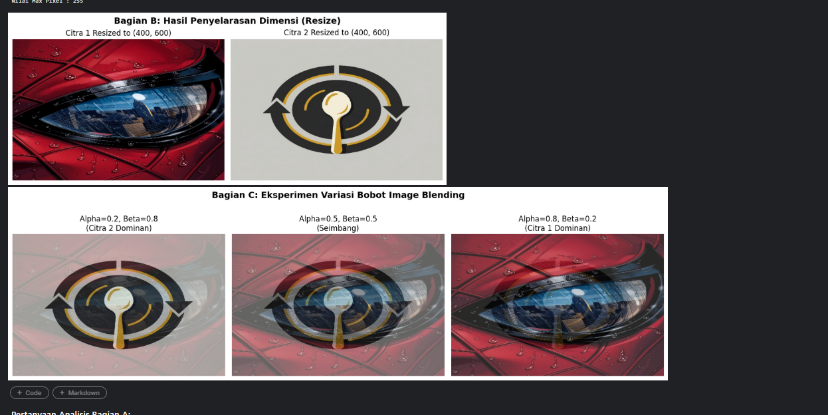 Nilai Max Pixel : 255
Bagian B: Hasil Penyelarasan Dimensi (Resize)
Citra 1 Resized to (400, 600)
Citra 2 Resized to (400, 600)
Bagian C: Eksperimen Variasi Bobot Image Blending
Alpha=0.2, Beta=0.8
(Citra 2 Dominan)
Alpha=0.5, Beta=0.5
(Seimbang)
Alpha=0.8, Beta=0.2
(Citra 1 Dominan)
+ Code
+ Markdown
Pertanyaan Analisis Bagian A: